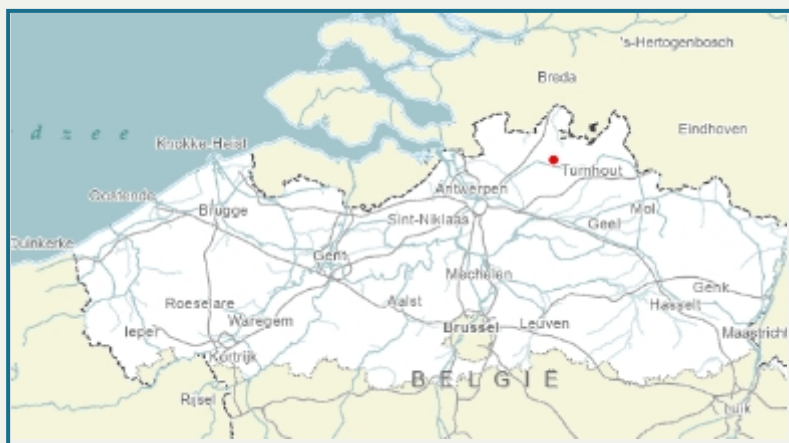 's-Hertogenbosch
Breda
Eindhoven
d z e e
Knokke-Heist
Turnhout
Antwerpen
Oostende
Brugge
Sint-Niklaas
Geel
Mol
Duinkerke
Gent
Mechelen
Genk
Roeselare
Aalst
Hasselt
Ieper
Waregem
Brussel
Leuven
Maastricht
Kortrijk
BELGIË
Rijsel
Luik